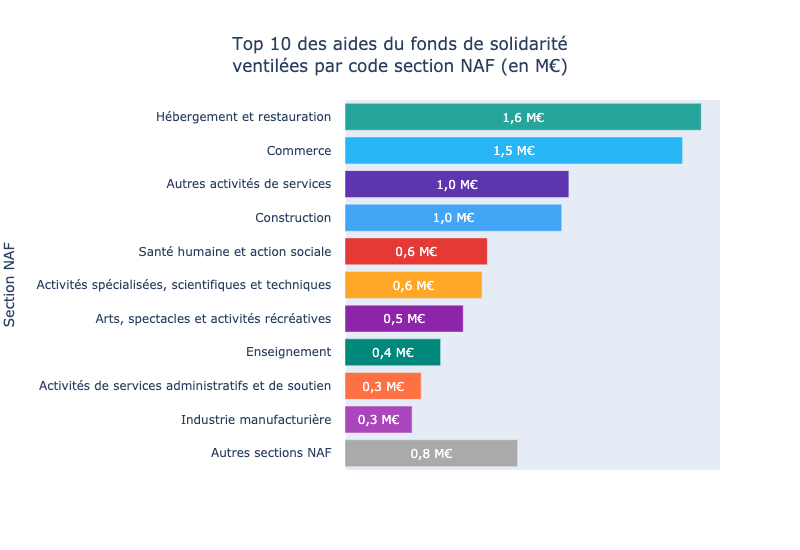 Top 10 des aides du fonds de solidarité
ventilées par code section NAF (en M€)
Section NAF
Hébergement et restauration 1,6 M€
Commerce 1,5 M€
Autres activités de services 1,0 M€
Construction 1,0 M€
Santé humaine et action sociale 0,6 M€
Activités spécialisées, scientifiques et techniques 0,6 M€
Arts, spectacles et activités récréatives 0,5 M€
Enseignement 0,4 M€
Activités de services administratifs et de soutien 0,3 M€
Industrie manufacturière 0,3 M€
Autres sections NAF 0,8 M€